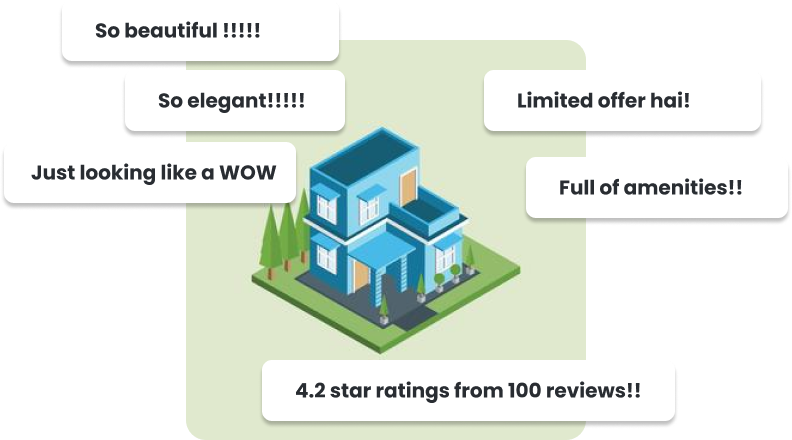 So beautiful !!!!!
So elegant!!!!!
Limited offer hai!
Just looking like a WOW
Full of amenities!!
4.2 star ratings from 100 reviews!!